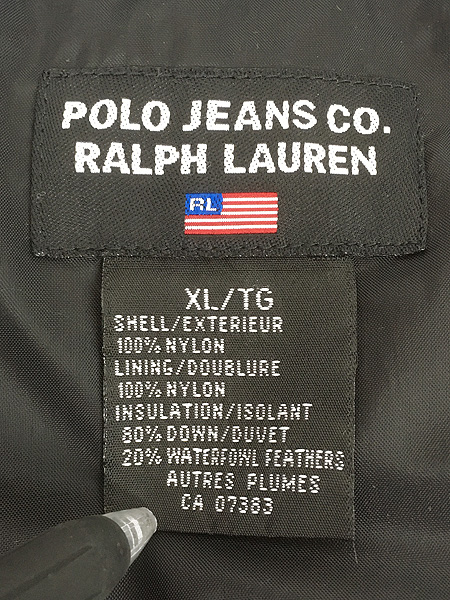 POLO JEANS CO.
RALPH LAUREN
RL
XL/TG
SHELL/EXTERIEUR
100% NYLON
LINING/DOUBLURE
100% NYLON
INSULATION/ISOLANT
80% DOWN/DUVET
20% WATERFOWL FEATHERS
AUTRES PLUMES
CA 07383